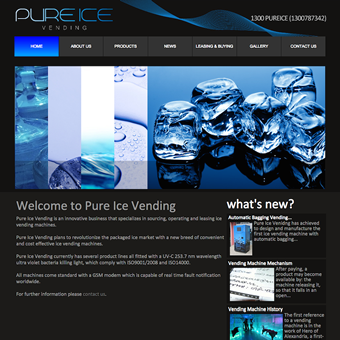 PURE ICE
VENDING
1300 PUREICE (1300787342)
HOME
ABOUT US
PRODUCTS
NEWS
LEASING & BUYING
GALLERY
CONTACT US
Welcome to Pure Ice Vending
Pure Ice Vending is an innovative business that specializes in sourcing, operating and leasing ice
vending machines.
Pure Ice Vending plans to revolutionise the packaged ice market with a new breed of convenient
and cost effective ice vending machines.
Pure Ice Vending currently has several product lines all fitted with a UV-C 253.7 nm wavelength
ultra violet bacteria killing light, which comply with ISO9001/2008 and ISO14000.
All machines come standard with a GSM modem which is capable of real time fault notification
worldwide.
For further information please contact us.
what's new?
Automatic Bagging Vending...
Pure Ice Vending has
achieved to design
and manufacture the
first ice vending
machine with
automatic bagging...
Vending Machine Mechanism
After paying, a
product may become
available by: the
machine releasing it,
so that it falls in an
open...
Vending Machine History
The first reference
to a vending
machine is in the
work of Hero of
Alexandria, a first-